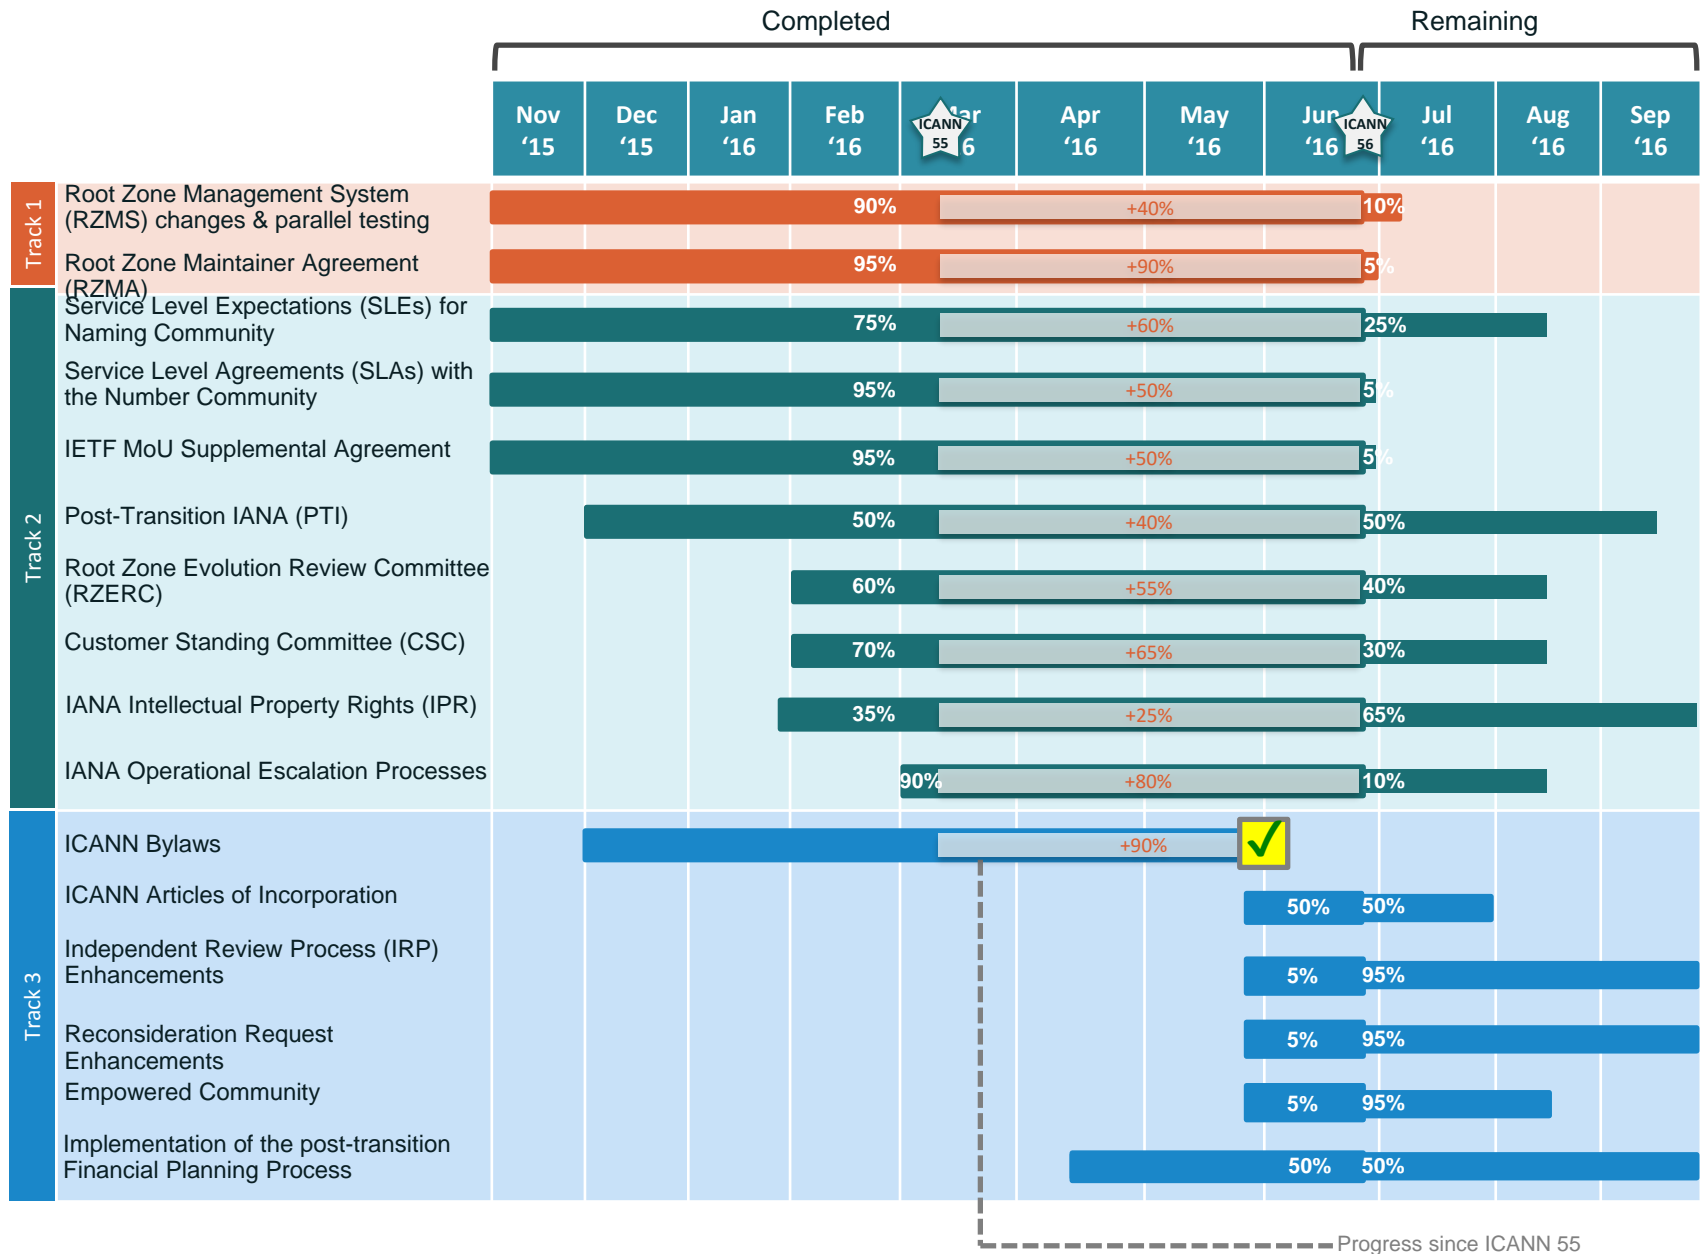 Completed
Remaining
Nov '15
Dec '15
Jan '16
Feb '16
ICANN 55
Apr '16
May '16
Jun '16
ICANN 56
Jul '16
Aug '16
Sep '16
Track 1
Root Zone Management System
(RZMS) changes & parallel testing
90%
+40%
10%
Root Zone Maintainer Agreement
(RZMA)
95%
+90%
5%
Track 2
Service Level Expectations (SLEs) for
Naming Community
75%
+60%
25%
Service Level Agreements (SLAs) with
the Number Community
95%
+50%
5%
IETF MoU Supplemental Agreement
95%
+50%
5%
Post-Transition IANA (PTI)
50%
+40%
50%
Root Zone Evolution Review Committee
(RZERC)
60%
+55%
40%
Customer Standing Committee (CSC)
70%
+65%
30%
IANA Intellectual Property Rights (IPR)
35%
+25%
65%
IANA Operational Escalation Processes
90%
+80%
10%
Track 3
ICANN Bylaws
+90%
ICANN Articles of Incorporation
50%
50%
Independent Review Process (IRP)
Enhancements
5%
95%
Reconsideration Request
Enhancements
5%
95%
Empowered Community
5%
95%
Implementation of the post-transition
Financial Planning Process
50%
50%
Progress since ICANN 55